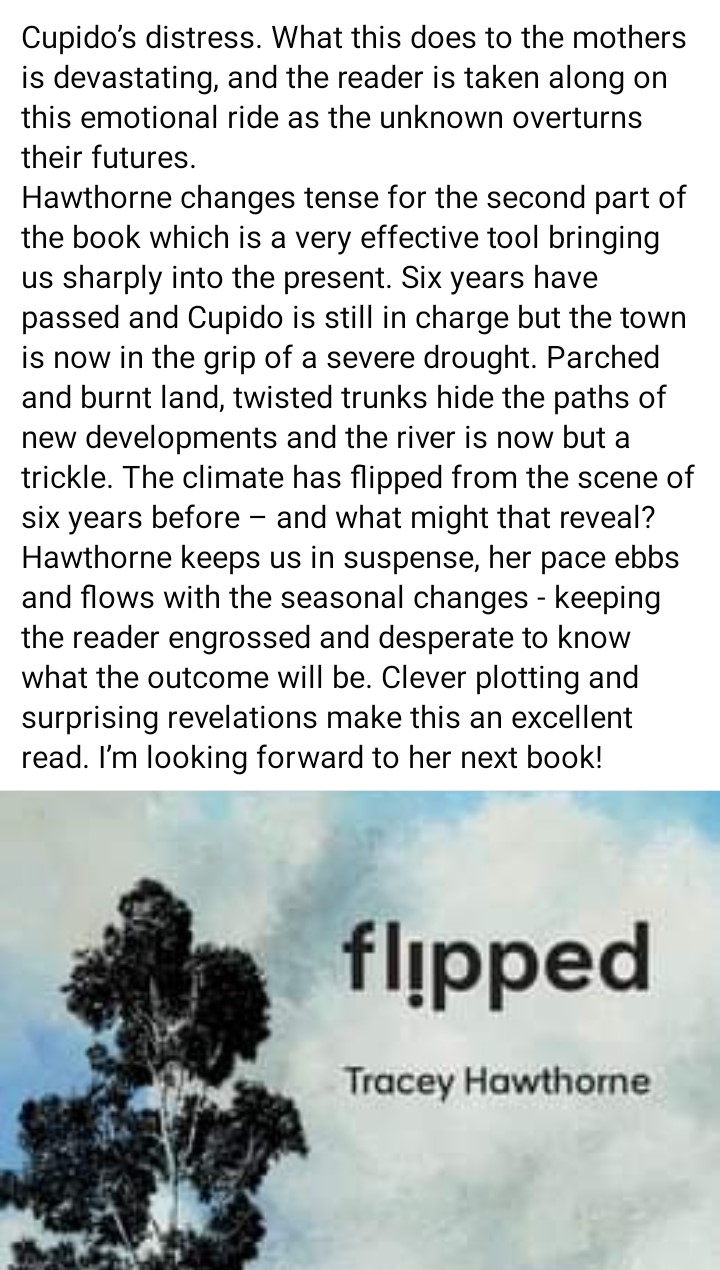 Cupido’s distress. What this does to the mothers
is devastating, and the reader is taken along on
this emotional ride as the unknown overturns
their futures.
Hawthorne changes tense for the second part of
the book which is a very effective tool bringing
us sharply into the present. Six years have
passed and Cupido is still in charge but the town
is now in the grip of a severe drought. Parched
and burnt land, twisted trunks hide the paths of
new developments and the river is now but a
trickle. The climate has flipped from the scene of
six years before – and what might that reveal?
Hawthorne keeps us in suspense, her pace ebbs
and flows with the seasonal changes - keeping
the reader engrossed and desperate to know
what the outcome will be. Clever plotting and
surprising revelations make this an excellent
read. I’m looking forward to her next book!
flipped
Tracey Hawthorne